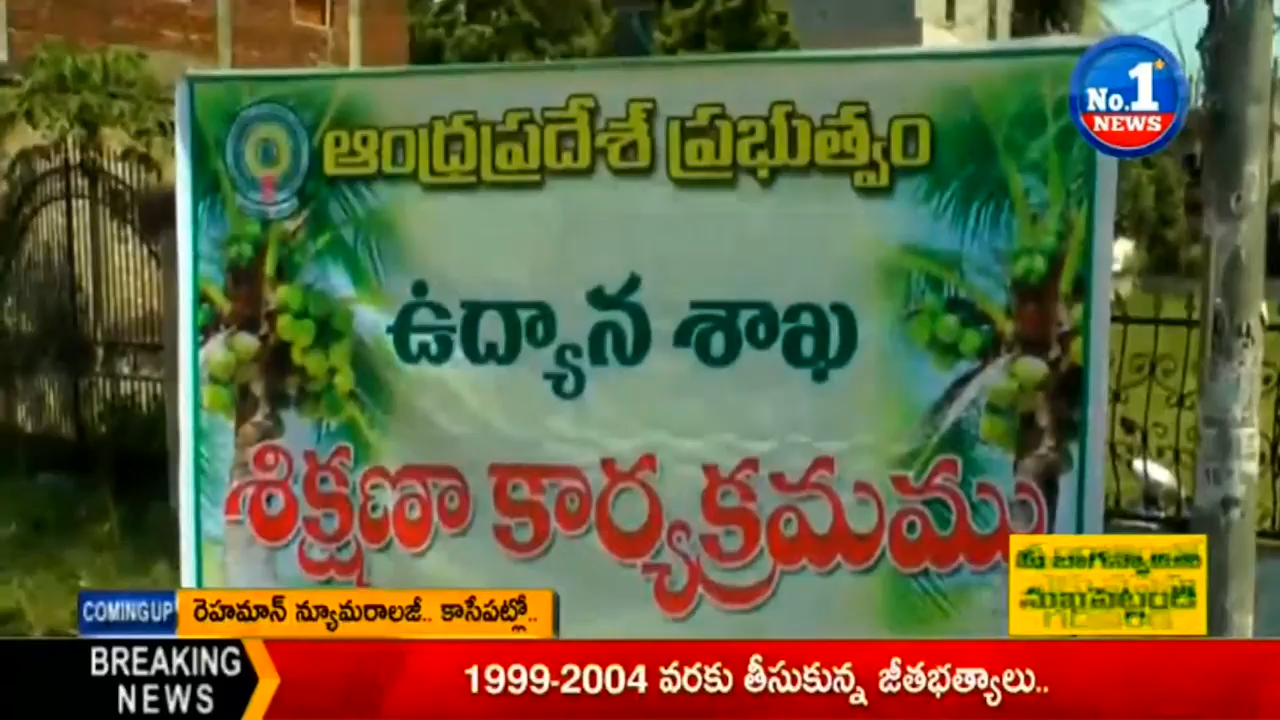 ఆంధ్రప్రదేశ్ ప్రభుత్వం
No.1
NEWS
ఉద్యాన శాఖ
శిక్షణా కార్యక్రమము
COMING UP
రెహమాన్ న్యూమరాలజీ.. కాసేపట్లో..
BREAKING
NEWS
1999-2004 వరకు తీసుకున్న జీతభత్యాలు..